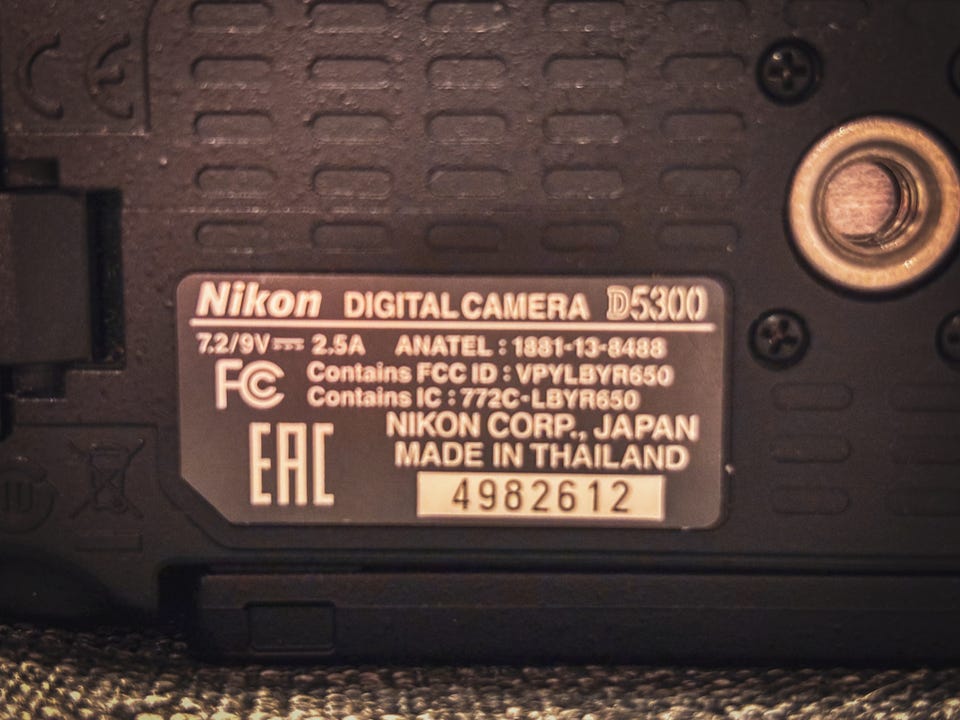 Nikon DIGITAL CAMERA D5300
7.2/9V⎓ 2.5A ANATEL : 1881-13-8488
FC Contains FCC ID : VPYLBYR650
Contains IC : 772C-LBYR650
NIKON CORP., JAPAN
EAC MADE IN THAILAND
4982612
CE